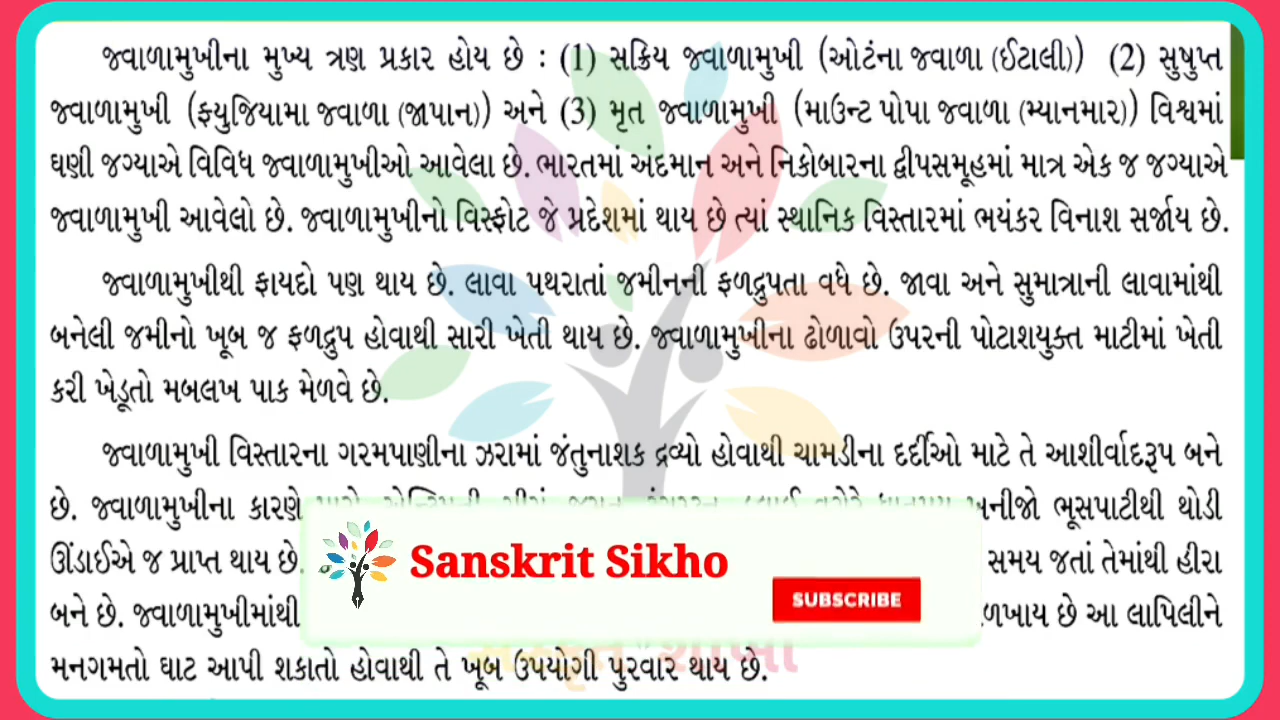 જ્વાળામુખીના મુખ્ય ત્રણ પ્રકાર હોય છે : (1) સક્રિય જ્વાળામુખી (ઓટંના જ્વાળા (ઈટાલી)) (2) સુષુપ્ત
જ્વાળામુખી (ફ્યુજિયામા જ્વાળા (જાપાન)) અને (3) મૃત જ્વાળામુખી (માઉન્ટ પોપા જ્વાળા (મ્યાનમાર)) વિશ્વમાં
ઘણી જગ્યાએ વિવિધ જ્વાળામુખીઓ આવેલા છે. ભારતમાં અંદમાન અને નિકોબારના દ્વીપસમૂહમાં માત્ર એક જ જગ્યાએ
જ્વાળામુખી આવેલો છે. જ્વાળામુખીનો વિસ્ફોટ જે પ્રદેશમાં થાય છે ત્યાં સ્થાનિક વિસ્તારમાં ભયંકર વિનાશ સર્જાય છે.
જ્વાળામુખીથી ફાયદો પણ થાય છે. લાવા પથરાતાં જમીનની ફળદ્રુપતા વધે છે. જાવા અને સુમાત્રાની લાવામાંથી
બનેલી જમીનો ખૂબ જ ફળદ્રુપ હોવાથી સારી ખેતી થાય છે. જ્વાળામુખીના ઢોળાવો ઉપરની પોટાશયુક્ત માટીમાં ખેતી
કરી ખેડૂતો મબલખ પાક મેળવે છે.
જ્વાળામુખી વિસ્તારના ગરમપાણીના ઝરામાં જંતુનાશક દ્રવ્યો હોવાથી ચામડીના દર્દીઓ માટે તે આશીર્વાદરૂપ બને
છે. જ્વાળામુખીના કારણે ભૂસપાટીથી થોડી
ઊંડાઈએ જ પ્રાપ્ત થાય છે. સમય જતાં તેમાંથી હીરા
બને છે. જ્વાળામુખીમાંથી છે આ લાપિલીને
મનગમતો ઘાટ આપી શકાતો હોવાથી તે ખૂબ ઉપયોગી પુરવાર થાય છે.
Sanskrit Sikho
SUBSCRIBE